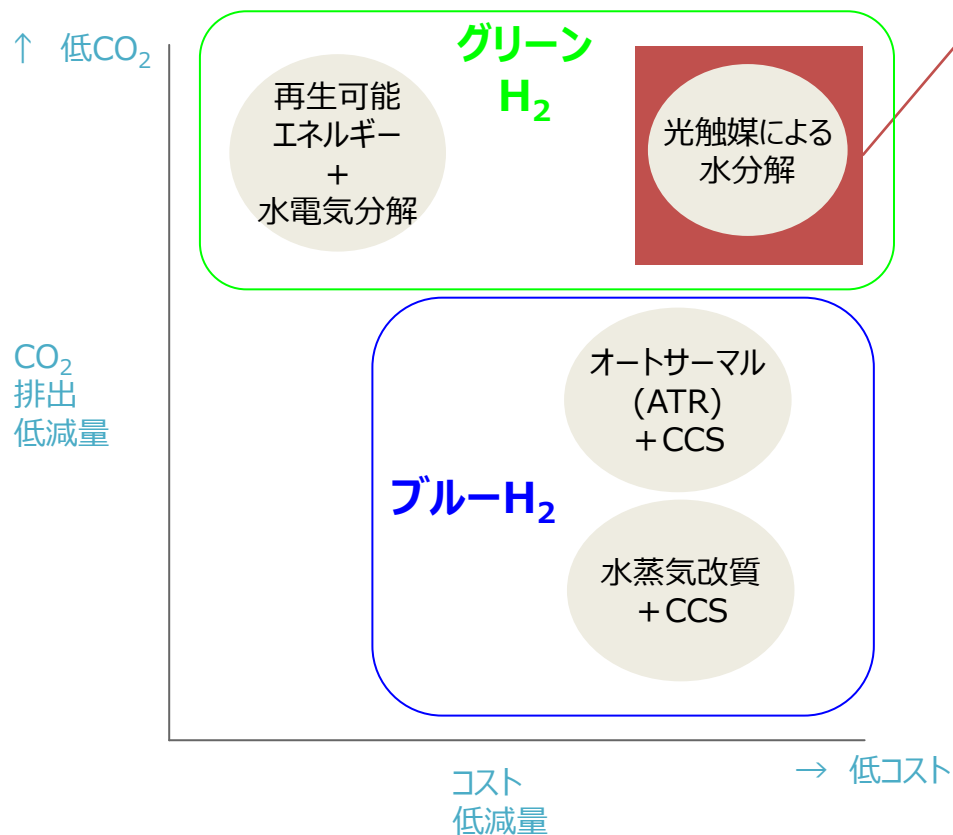 ↑ 低CO₂
グリーン
H₂
再生可能
エネルギー
+
水電気分解
光触媒による
水分解
CO₂
排出
低減量
オートサーマル
(ATR)
+CCS
ブルーH₂
水蒸気改質
+CCS
→ 低コスト
コスト
低減量